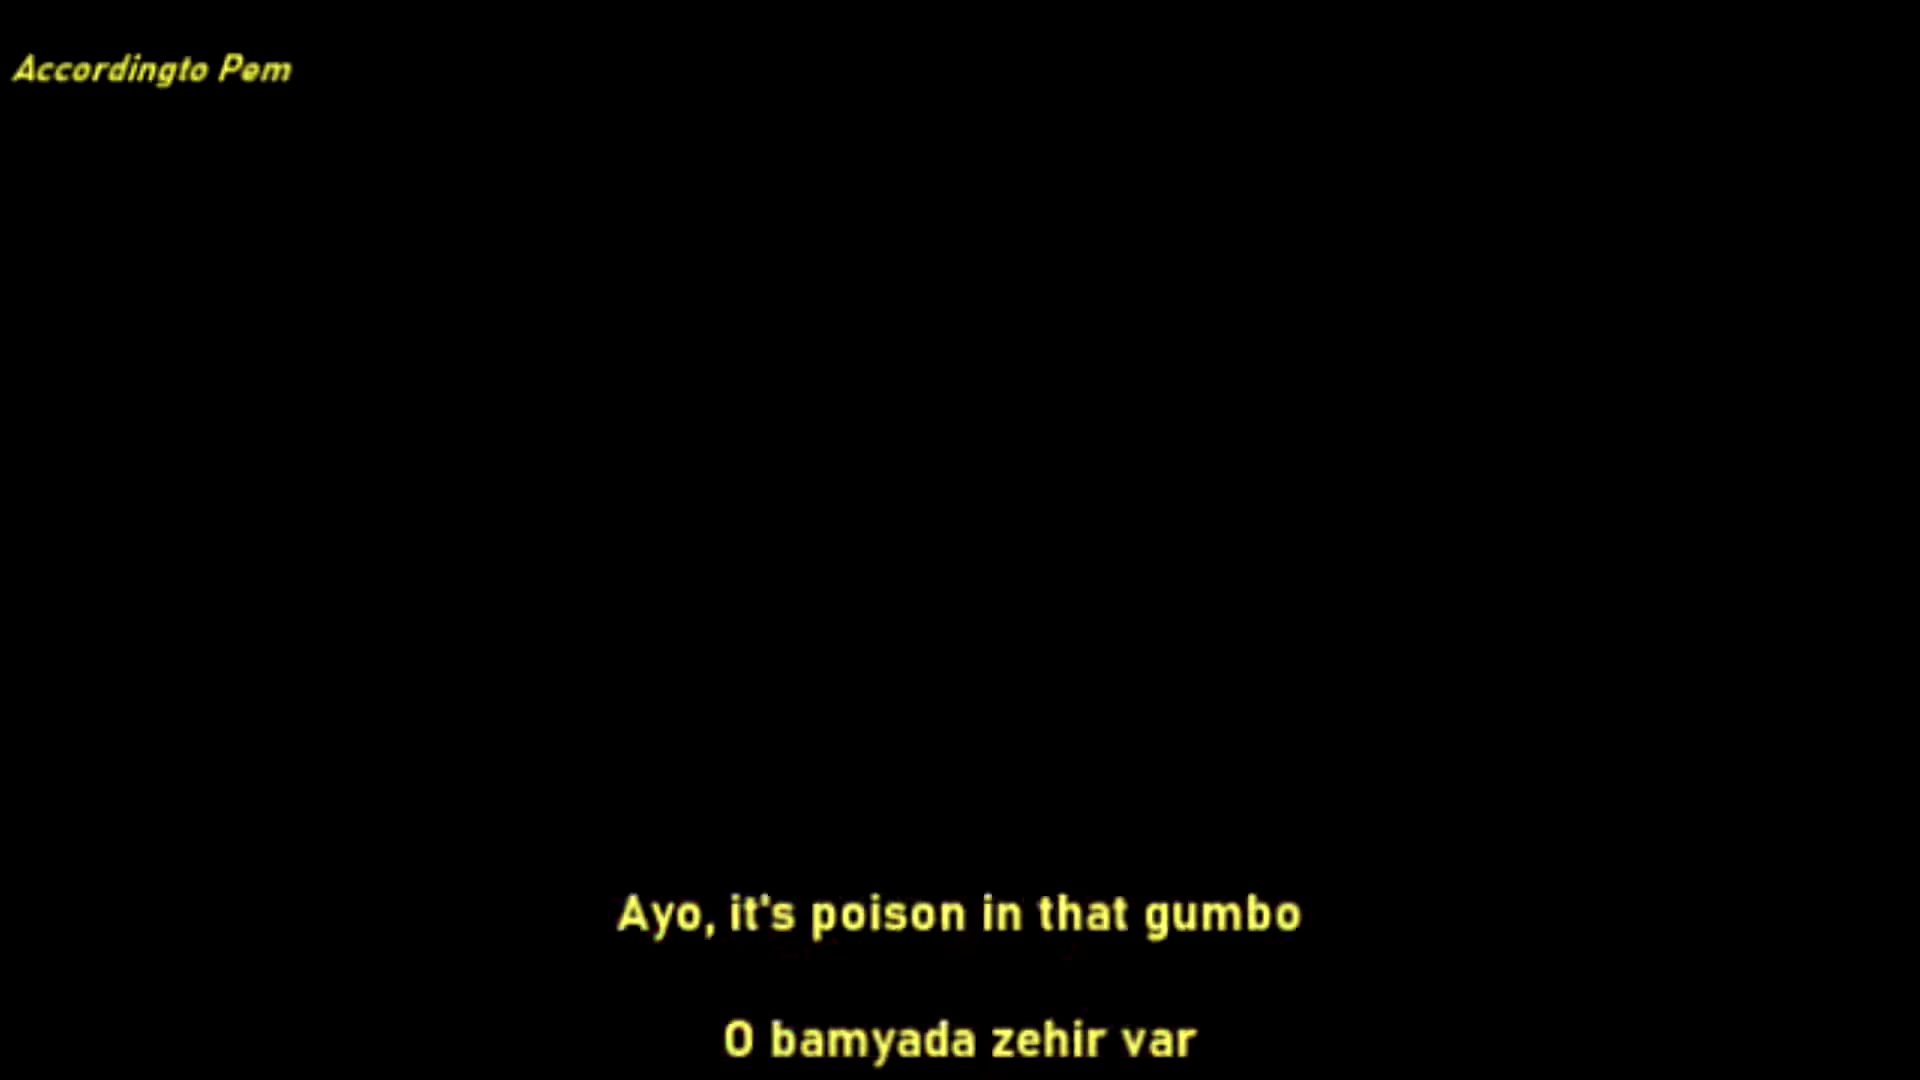 Accordingto Pem
Ayo, it's poison in that gumbo
O bamyada zehir var